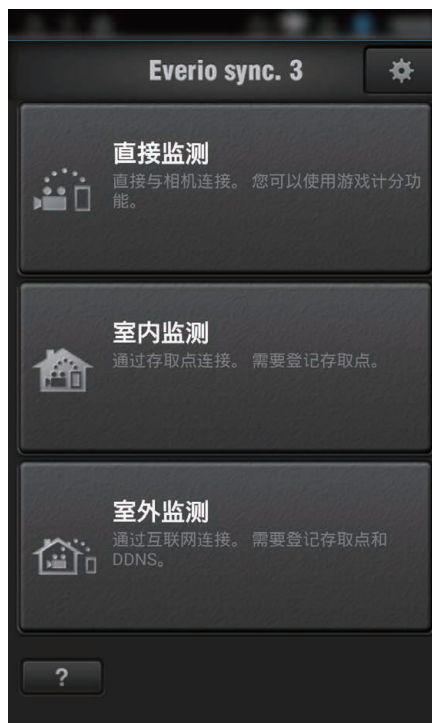 Everio sync. 3
直接监测
直接与相机连接。 您可以使用游戏计分功
能。
室内监测
通过存取点连接。 需要登记存取点。
室外监测
通过互联网连接。 需要登记存取点和
DDNS。
?